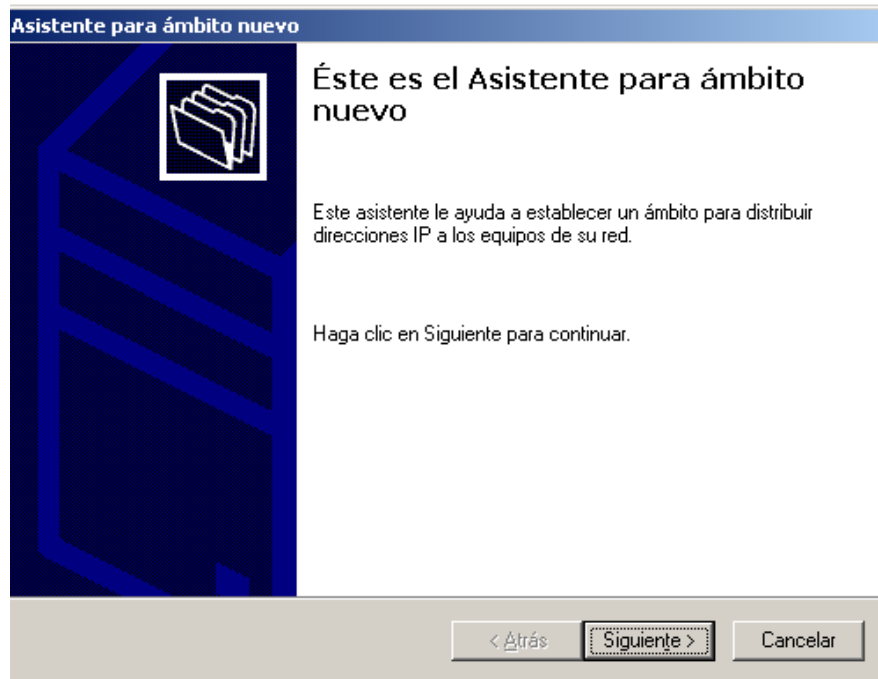 Asistente para ámbito nuevo
Éste es el Asistente para ámbito
nuevo
Este asistente le ayuda a establecer un ámbito para distribuir
direcciones IP a los equipos de su red.
Haga clic en Siguiente para continuar.
< Atrás
Siguiente >
Cancelar